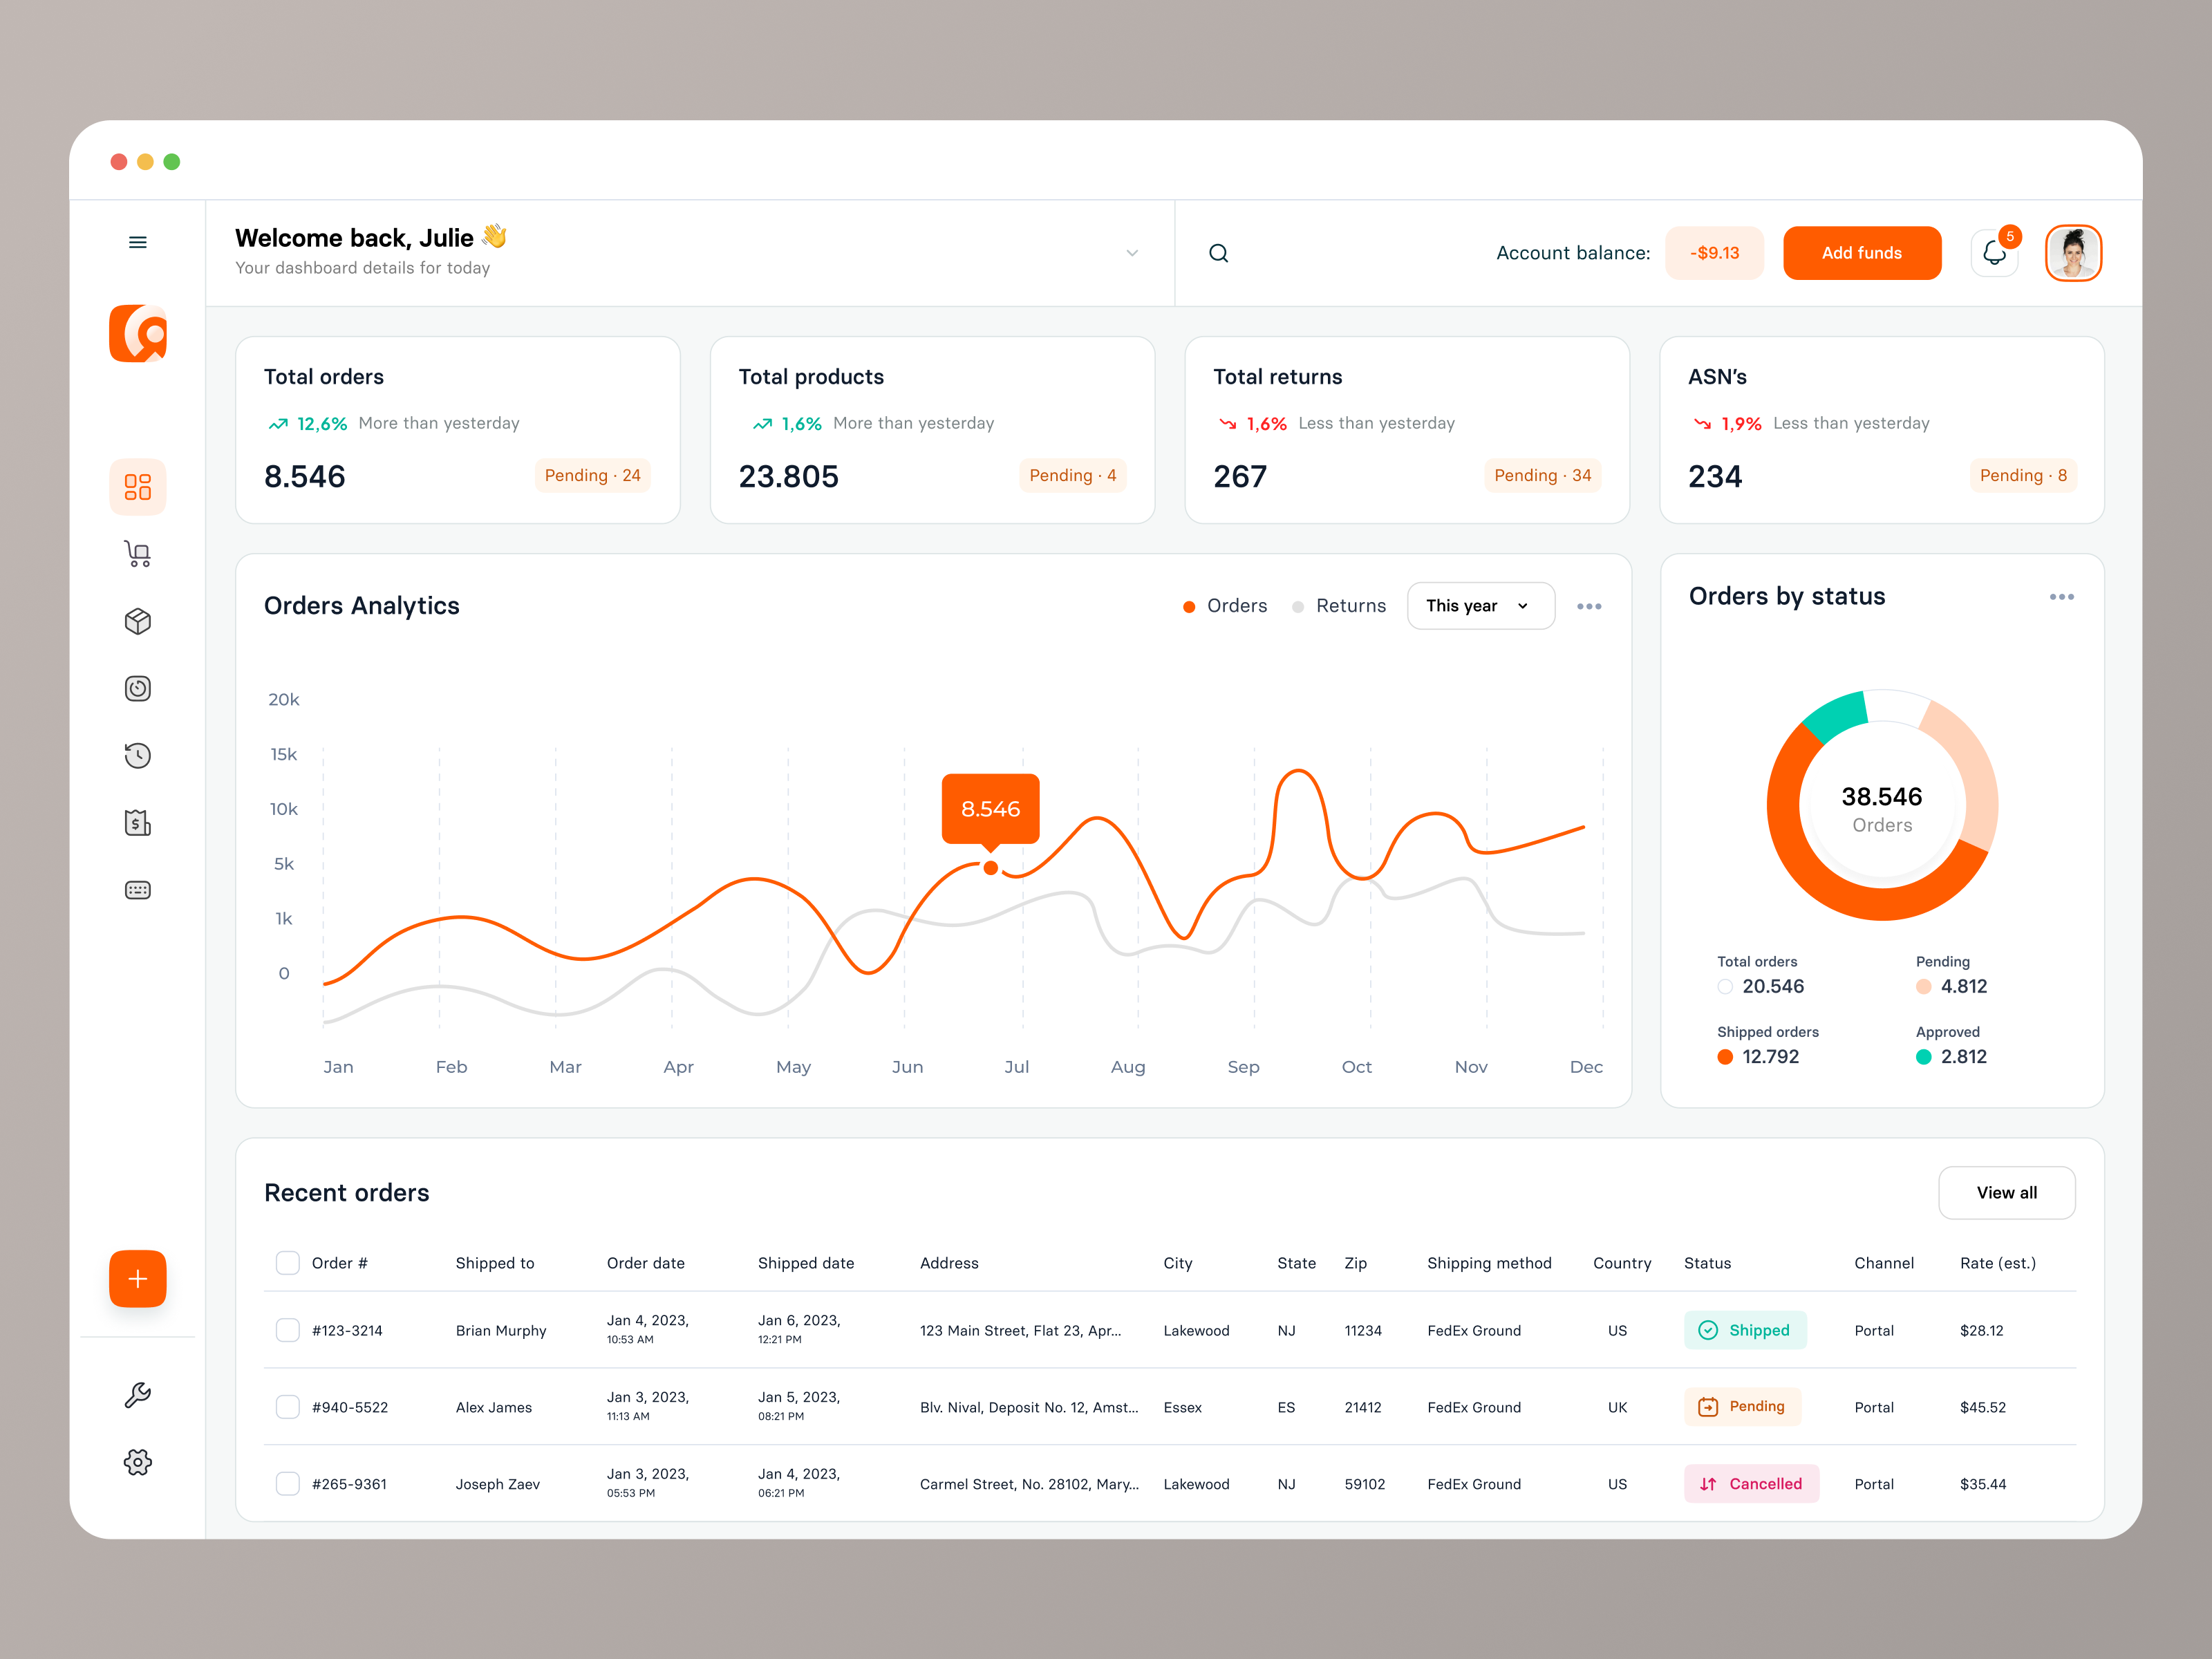 Welcome back, Julie 👋
Your dashboard details for today
Account balance:
-$9.13
Add funds
5
Total orders
12,6% More than yesterday
8.546
Pending · 24
Total products
1,6% More than yesterday
23.805
Pending · 4
Total returns
1,6% Less than yesterday
267
Pending · 34
ASN’s
1,9% Less than yesterday
234
Pending · 8
Orders Analytics
Orders
Returns
This year
20k
15k
10k
5k
1k
0
8.546
Jan Feb Mar Apr May Jun Jul Aug Sep Oct Nov Dec
Orders by status
38.546
Orders
Total orders
20.546
Pending
4.812
Shipped orders
12.792
Approved
2.812
Recent orders
View all
Order # Shipped to Order date Shipped date Address City State Zip Shipping method Country Status Channel Rate (est.)
#123-3214 Brian Murphy Jan 4, 2023, 10:53 AM Jan 6, 2023, 12:21 PM 123 Main Street, Flat 23, Apr... Lakewood NJ 11234 FedEx Ground US Shipped Portal $28.12
#940-5522 Alex James Jan 3, 2023, 11:13 AM Jan 5, 2023, 08:21 PM Blv. Nival, Deposit No. 12, Amst... Essex ES 21412 FedEx Ground UK Pending Portal $45.52
#265-9361 Joseph Zaev Jan 3, 2023, 05:53 PM Jan 4, 2023, 06:21 PM Carmel Street, No. 28102, Mary... Lakewood NJ 59102 FedEx Ground US Cancelled Portal $35.44